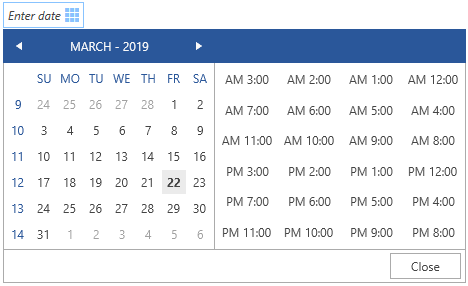 Enter date
MARCH - 2019
SU MO TU WE TH FR SA
9 24 25 26 27 28 1 2
10 3 4 5 6 7 8 9
11 10 11 12 13 14 15 16
12 17 18 19 20 21 22 23
13 24 25 26 27 28 29 30
14 31 1 2 3 4 5 6
AM 3:00 AM 2:00 AM 1:00 AM 12:00
AM 7:00 AM 6:00 AM 5:00 AM 4:00
AM 11:00 AM 10:00 AM 9:00 AM 8:00
PM 3:00 PM 2:00 PM 1:00 PM 12:00
PM 7:00 PM 6:00 PM 5:00 PM 4:00
PM 11:00 PM 10:00 PM 9:00 PM 8:00
Close